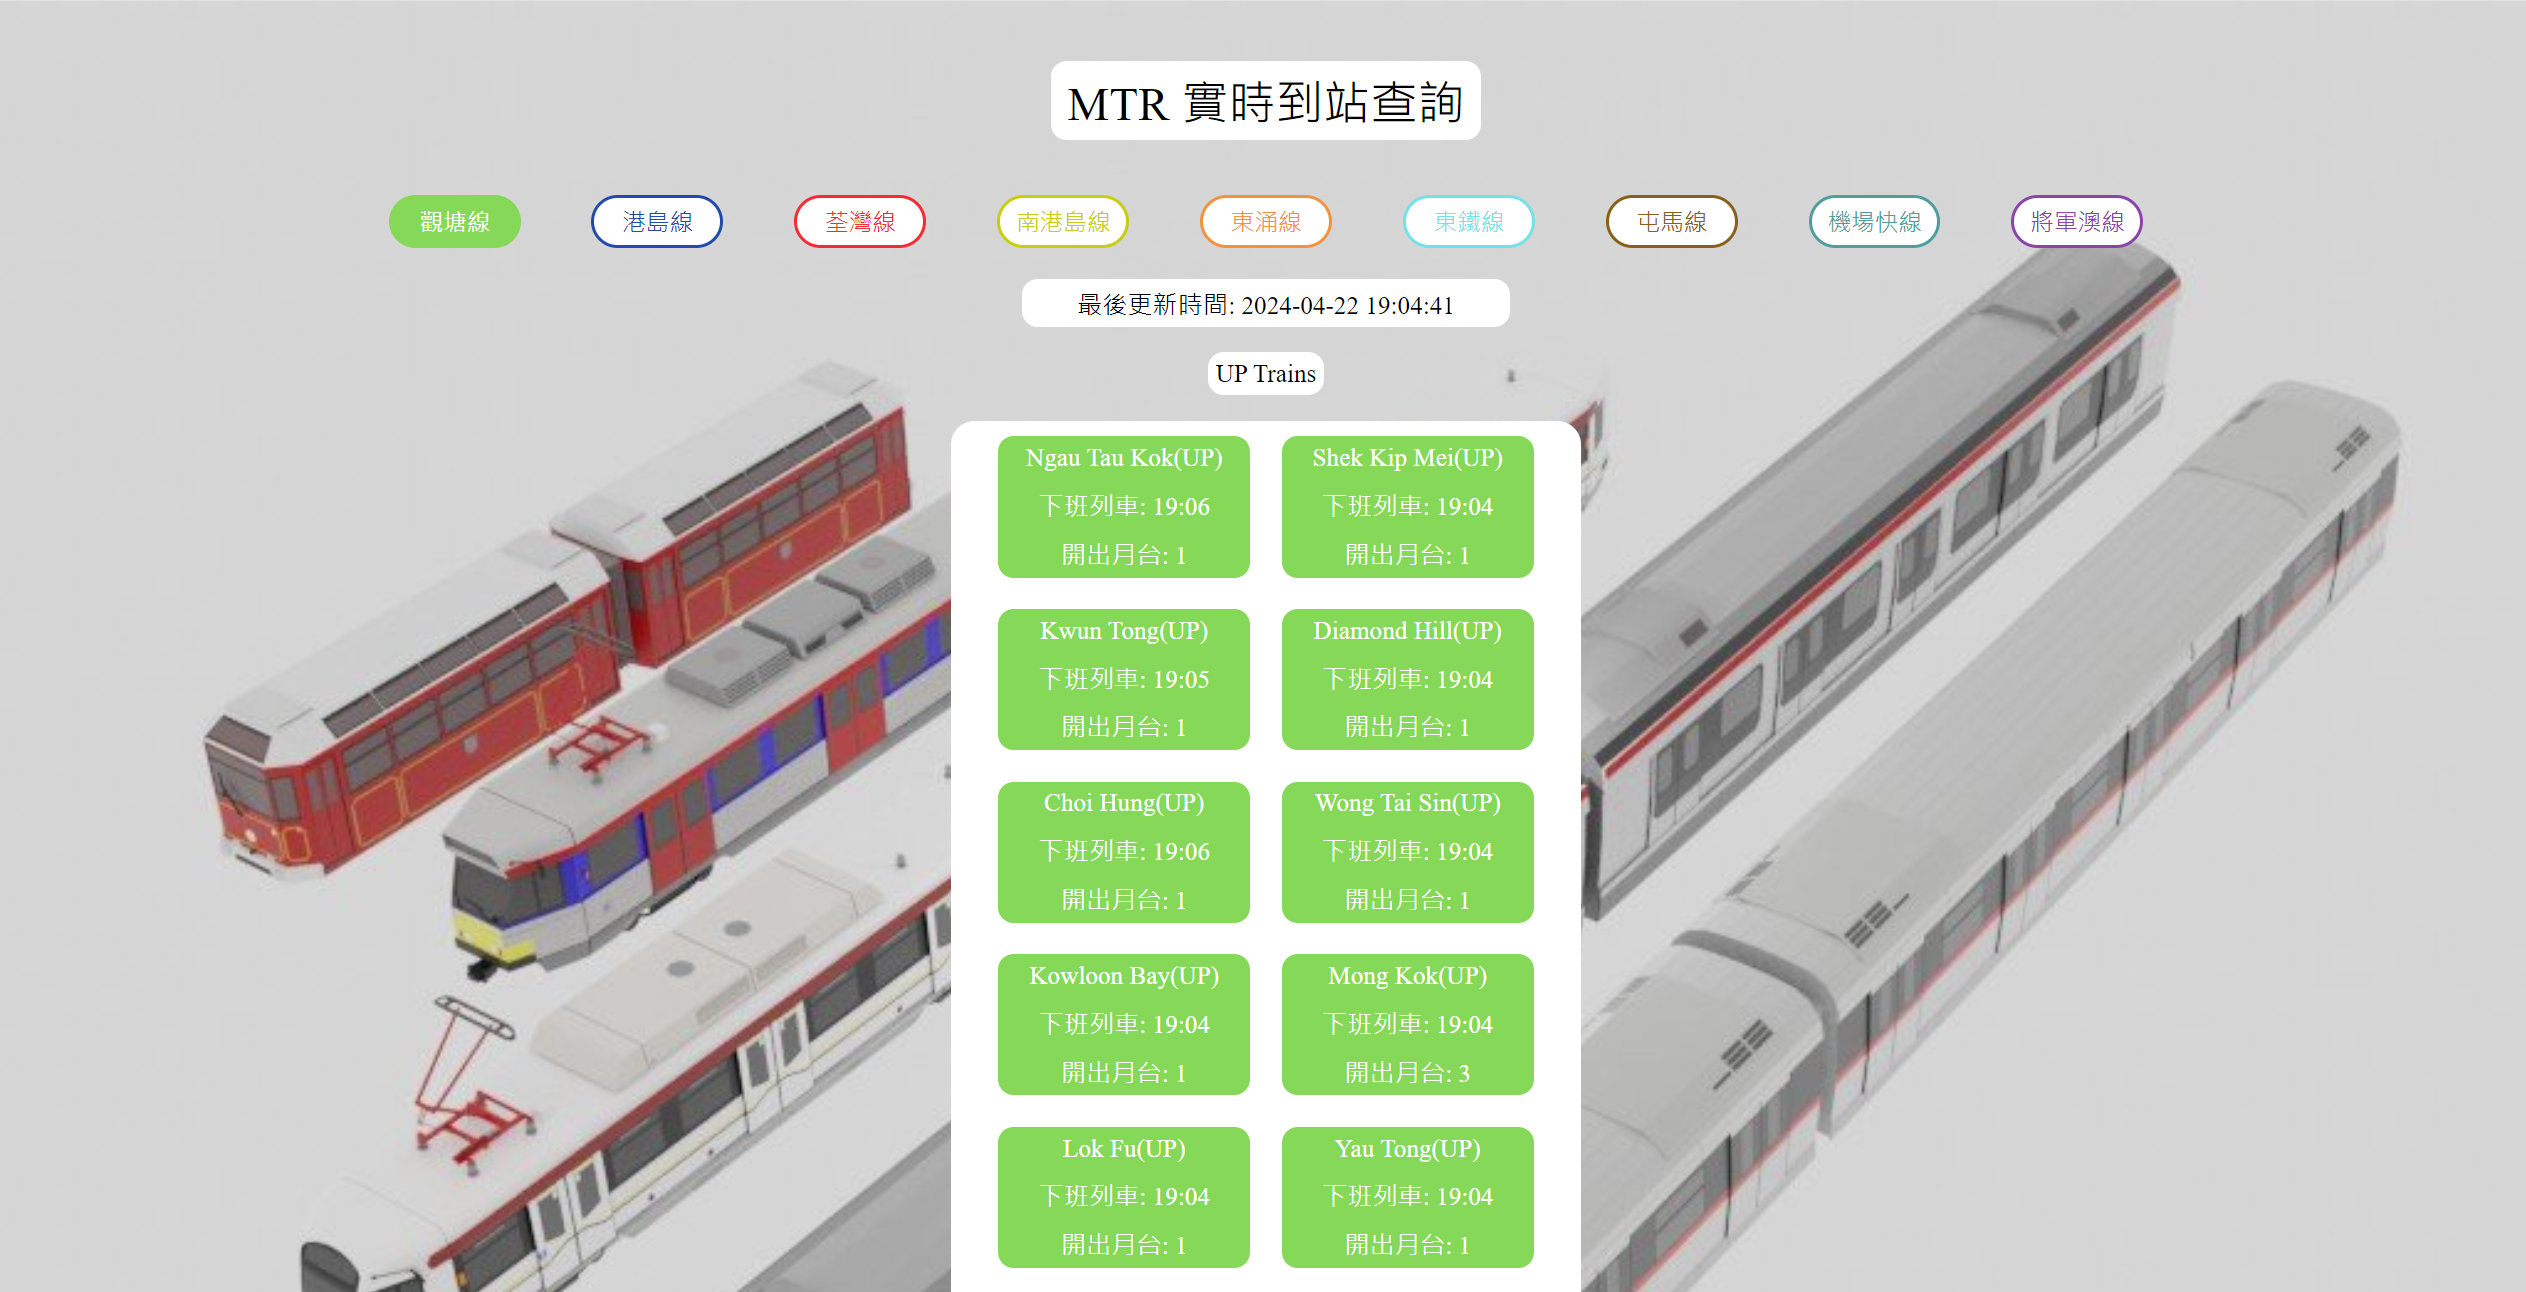 MTR 實時到站查詢
觀塘線 港島線 荃灣線 南港島線 東涌線 東鐵線 屯馬線 機場快線 將軍澳線
最後更新時間: 2024-04-22 19:04:41
UP Trains
Ngau Tau Kok(UP)
下班列車: 19:06
開出月台: 1
Shek Kip Mei(UP)
下班列車: 19:04
開出月台: 1
Kwun Tong(UP)
下班列車: 19:05
開出月台: 1
Diamond Hill(UP)
下班列車: 19:04
開出月台: 1
Choi Hung(UP)
下班列車: 19:06
開出月台: 1
Wong Tai Sin(UP)
下班列車: 19:04
開出月台: 1
Kowloon Bay(UP)
下班列車: 19:04
開出月台: 1
Mong Kok(UP)
下班列車: 19:04
開出月台: 3
Lok Fu(UP)
下班列車: 19:04
開出月台: 1
Yau Tong(UP)
下班列車: 19:04
開出月台: 1